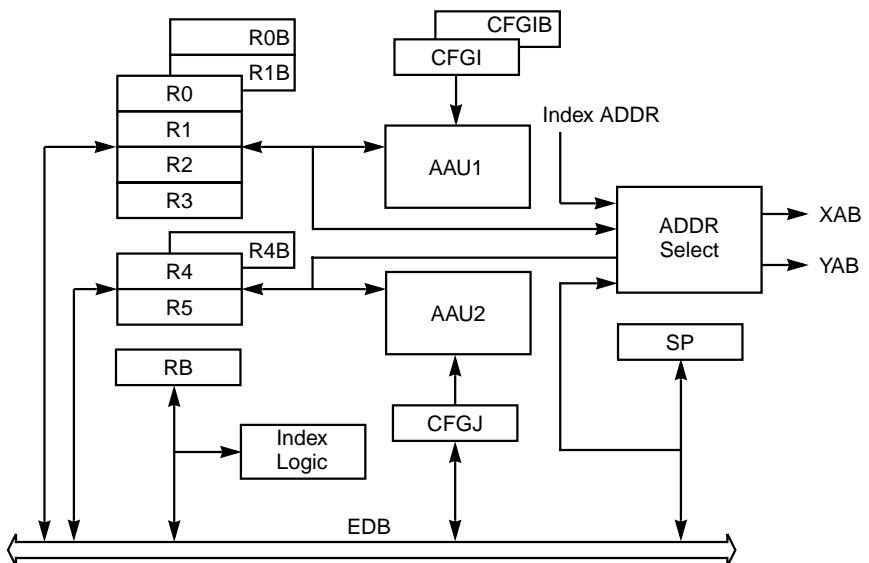 R0B
R1B
R0
R1
R2
R3
CFGIB
CFGI
Index ADDR
AAU1
ADDR
Select
XAB
YAB
R4B
R4
R5
AAU2
SP
RB
CFGJ
Index
Logic
EDB